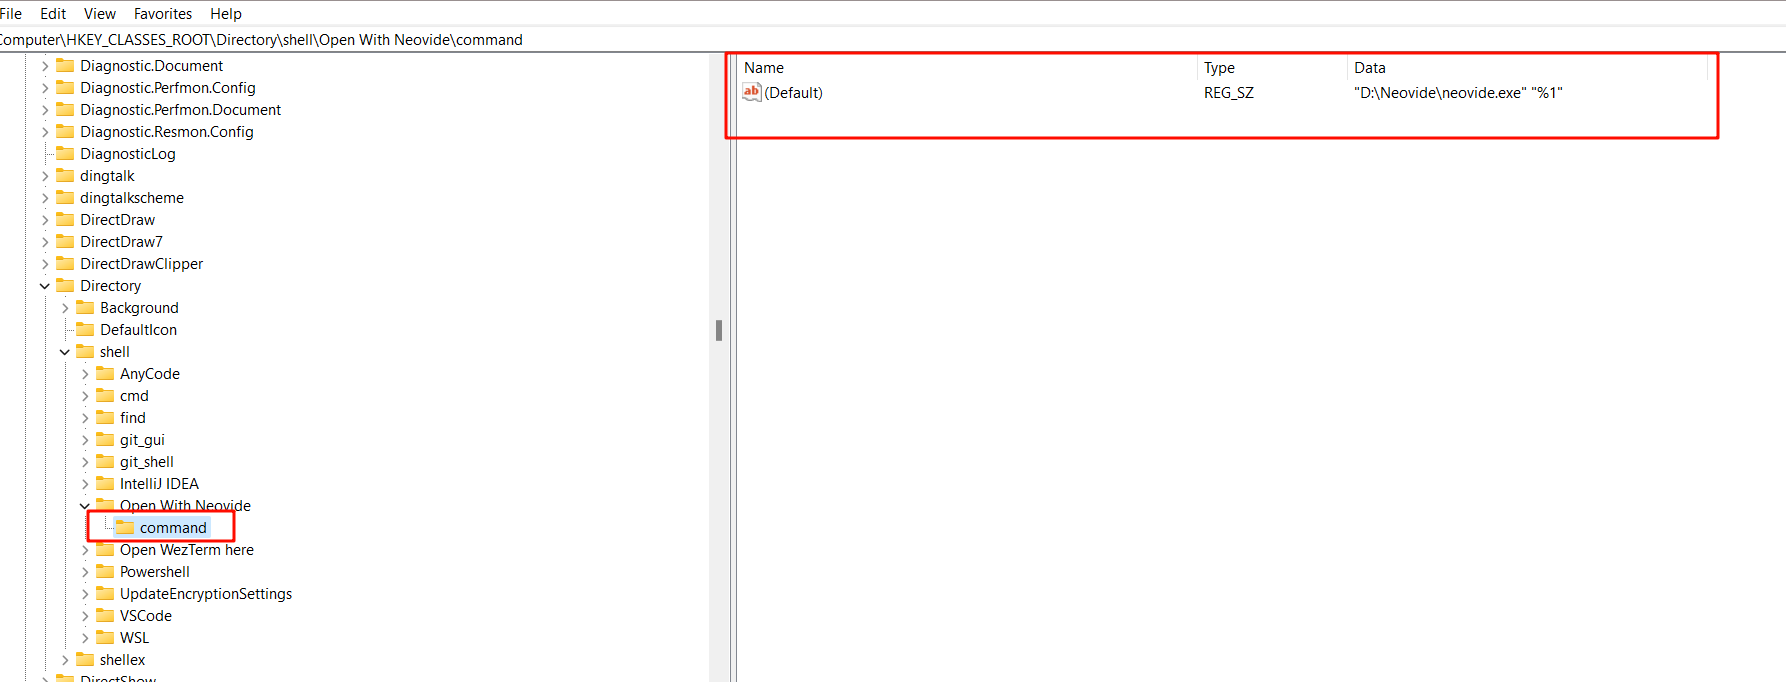 File Edit View Favorites Help
Computer\HKEY_CLASSES_ROOT\Directory\shell\Open With Neovide\command
Diagnostic.Document
Diagnostic.Perfmon.Config
Diagnostic.Perfmon.Document
Diagnostic.Resmon.Config
DiagnosticLog
dingtalk
dingtalkscheme
DirectDraw
DirectDraw7
DirectDrawClipper
Directory
Background
DefaultIcon
shell
AnyCode
cmd
find
git_gui
git_shell
IntelliJ IDEA
Open With Neovide
command
Open WezTerm here
Powershell
UpdateEncryptionSettings
VSCode
WSL
shellex
DirectShow
Name Type Data
ab (Default) REG_SZ "D:\Neovide\neovide.exe" "%1"